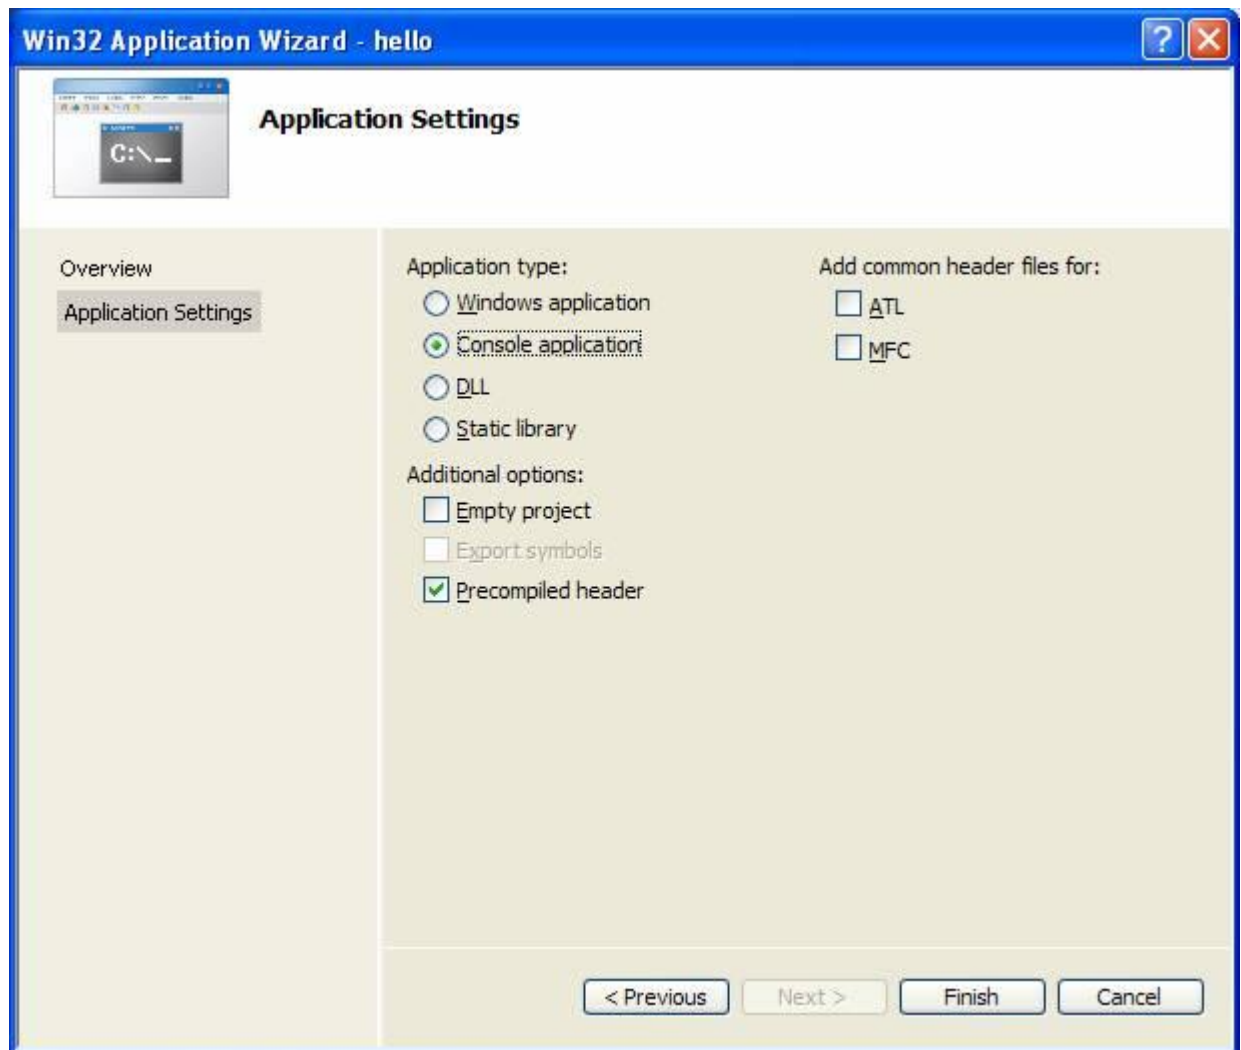 Win32 Application Wizard - hello
C:\_
Application Settings
Overview
Application Settings
Application type:
Windows application
Console application
DLL
Static library
Additional options:
Empty project
Export symbols
Precompiled header
Add common header files for:
ATL
MFC
< Previous
Next >
Finish
Cancel